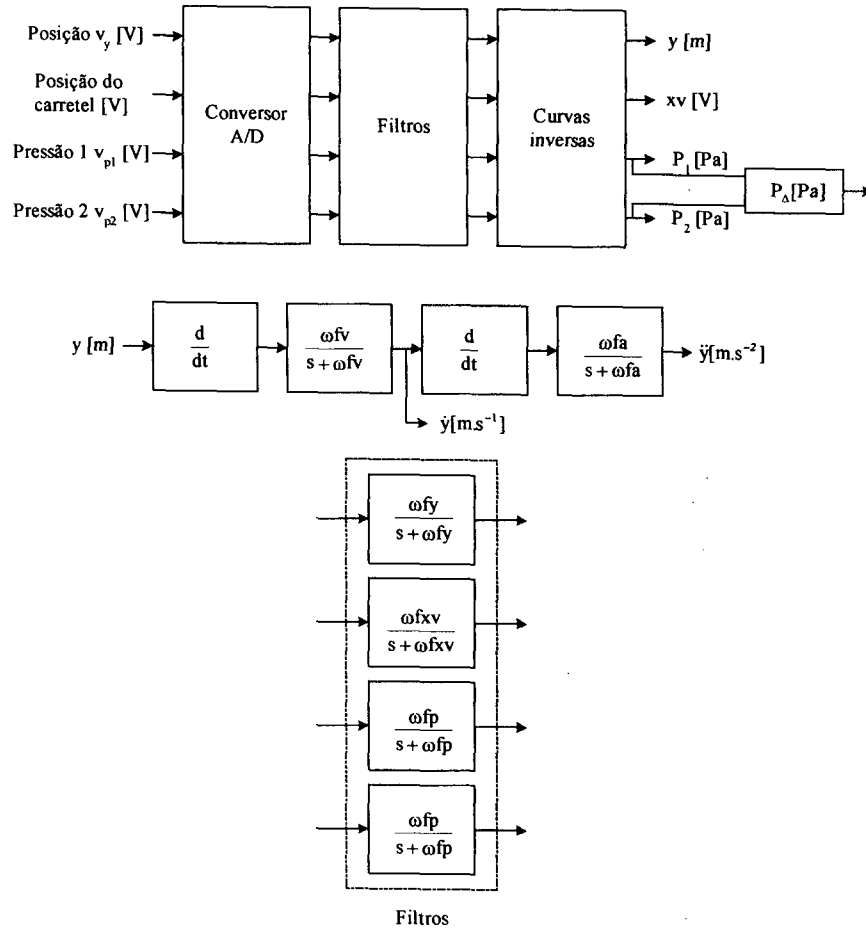 Posição v_y [V]
Posição do
carretel [V]
Pressão 1 v_p1 [V]
Pressão 2 v_p2 [V]
Conversor
A/D
Filtros
Curvas
inversas
y [m]
xv [V]
P_1 [Pa]
P_2 [Pa]
P_Δ[Pa]
y [m]
d
dt
ωfv
s + ωfv
d
dt
ωfa
s + ωfa
ÿ[m.s⁻²]
ẏ[m.s⁻¹]
ωfy
s + ωfy
ωfxv
s + ωfxv
ωfp
s + ωfp
ωfp
s + ωfp
Filtros